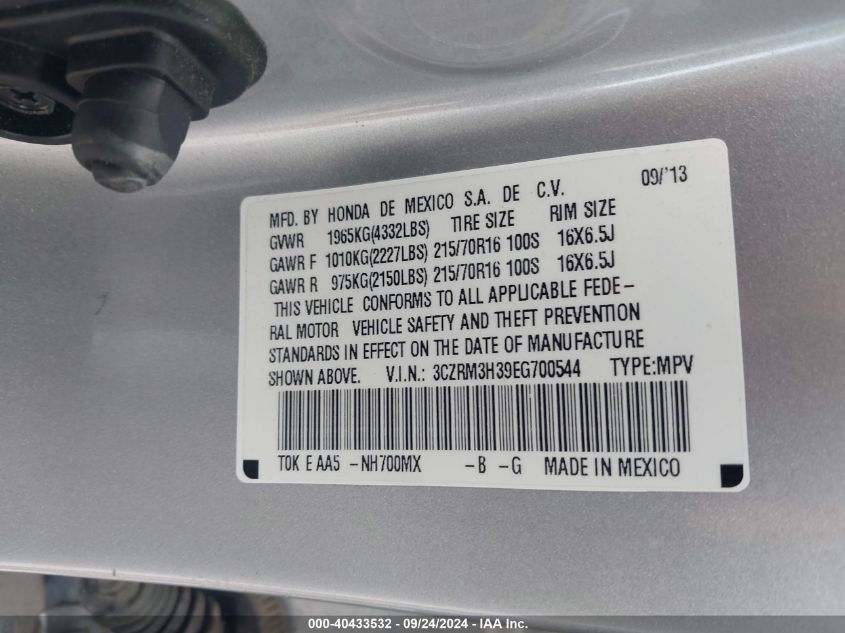 09/'13
MFD. BY HONDA DE MEXICO S.A. DE C.V.
GVWR 1965KG(4332LBS) TIRE SIZE RIM SIZE
GAWR F 1010KG(2227LBS) 215/70R16 100S 16X6.5J
GAWR R 975KG(2150LBS) 215/70R16 100S 16X6.5J
THIS VEHICLE CONFORMS TO ALL APPLICABLE FEDE-
RAL MOTOR VEHICLE SAFETY AND THEFT PREVENTION
STANDARDS IN EFFECT ON THE DATE OF MANUFACTURE
SHOWN ABOVE. V.I.N.: 3CZRM3H39EG700544 TYPE:MPV
T0K E AA5 -NH700MX -B -G MADE IN MEXICO
000-40433532 - 09/24/2024 - IAA Inc.